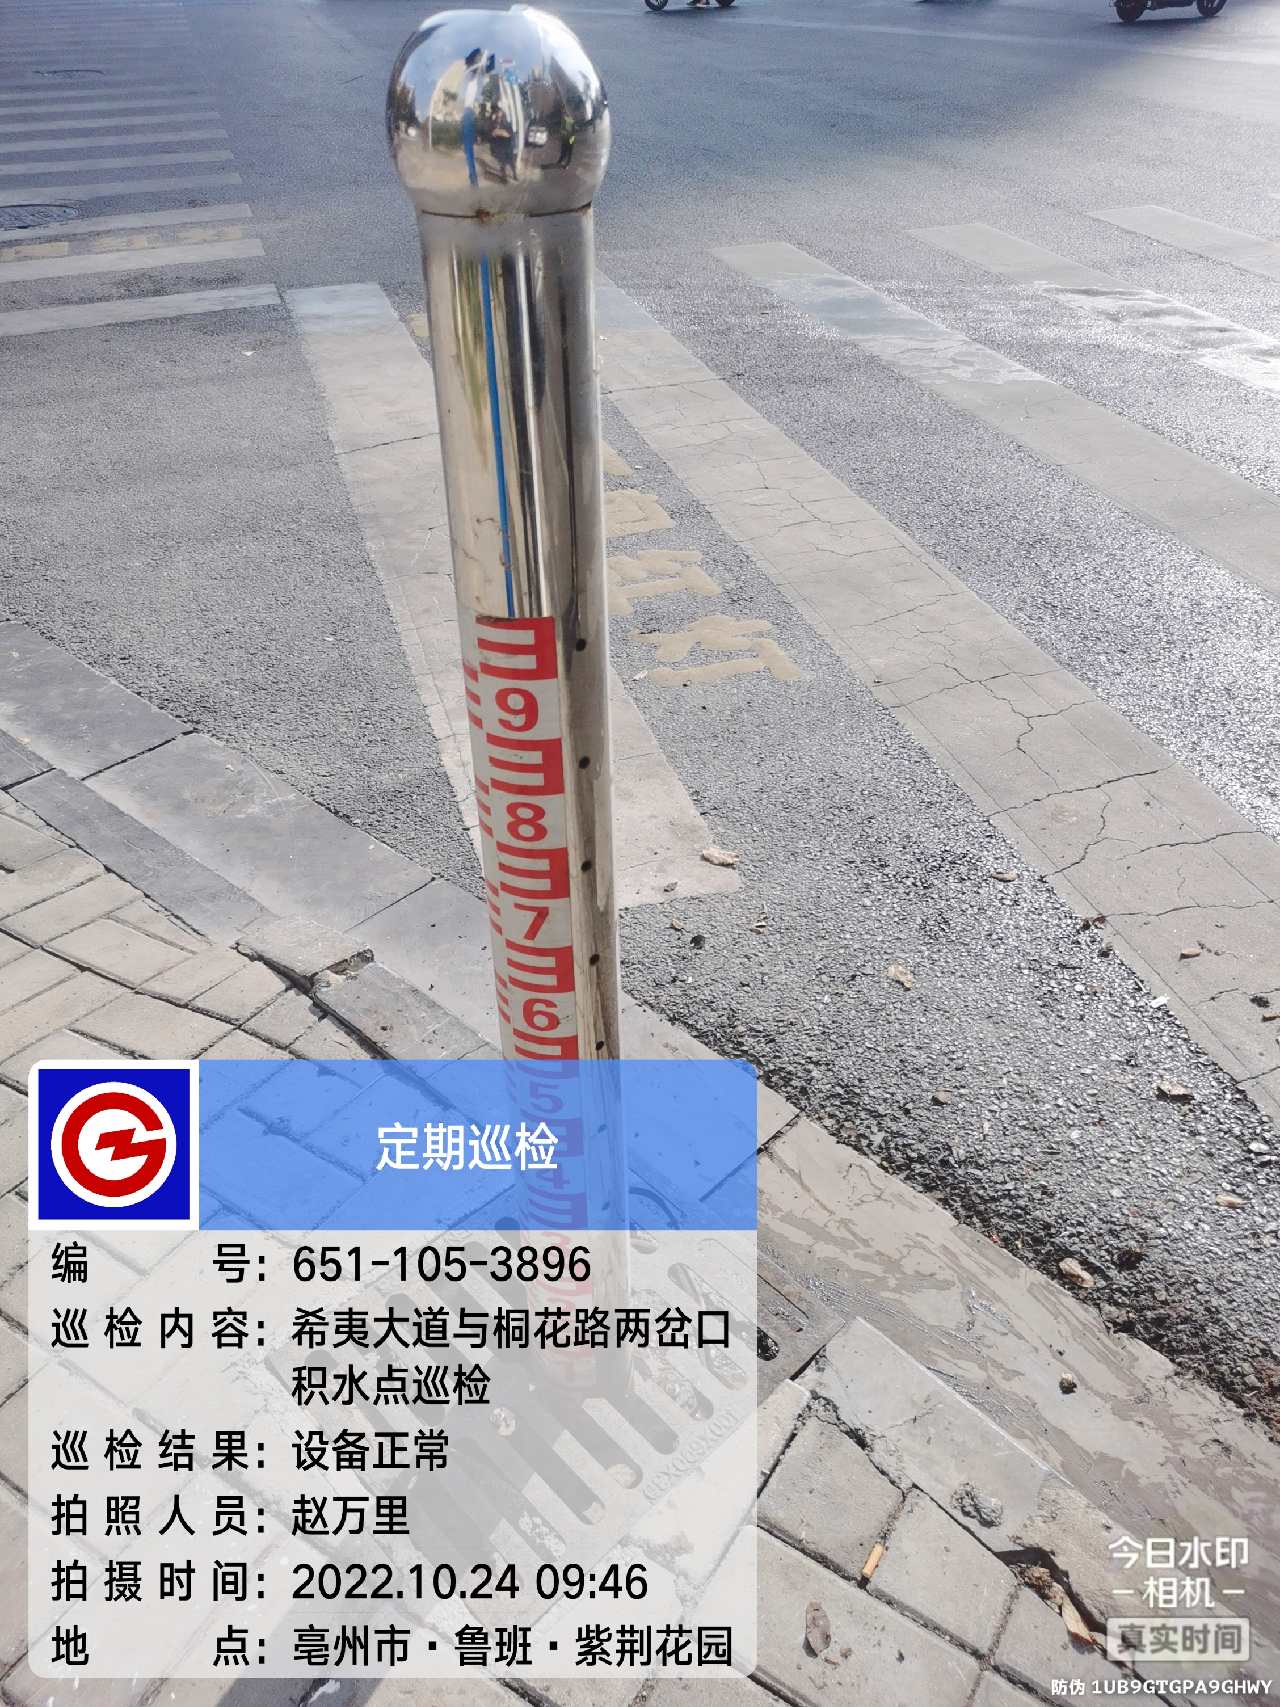 9
8
7
6
5
4
3
定期巡检
编号：651-105-3896
巡检内容：希夷大道与桐花路两岔口
积水点巡检
巡检结果：设备正常
拍照人员：赵万里
拍摄时间：2022.10.24 09:46
地点：亳州市·鲁班·紫荆花园
今日水印
相机
真实时间
防伪 1UB9GTGPA9GHWY